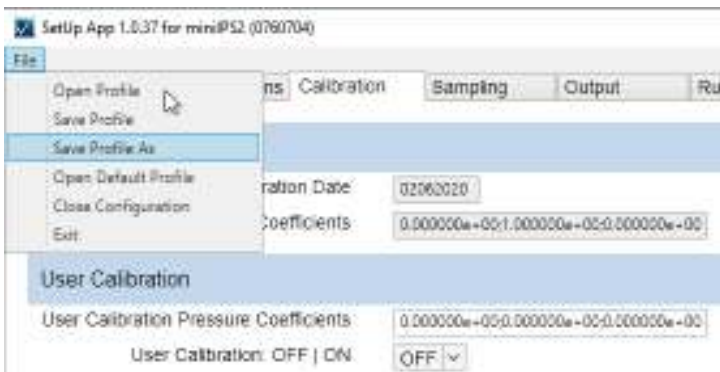 SetUp App 1.0.37 for miniIPS2 (0760704)
File
Open Profile
ns Calibration Sampling Output Ru
Save Profile
Save Profile As
Open Default Profile
ration Date 02062020
Close Configuration
Coefficients 0.000000e+00;1.000000e+00;0.000000e+00
Exit
User Calibration
User Calibration Pressure Coefficients 0.000000e+00;0.000000e+00;0.000000e+00
User Calibration: OFF | ON OFF